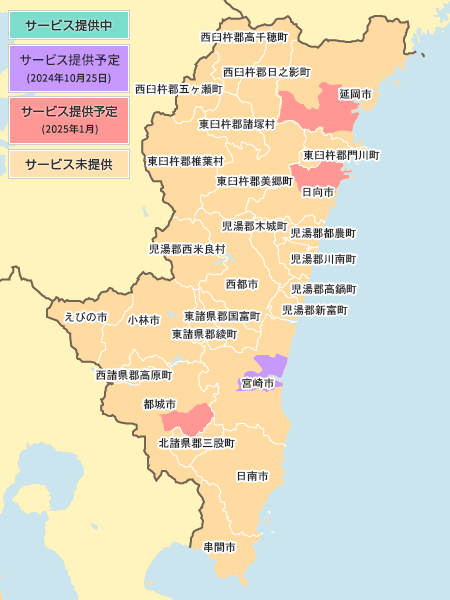 サービス提供中
サービス提供予定
(2024年10月25日)
サービス提供予定
(2025年1月)
サービス未提供
西臼杵郡高千穂町
西臼杵郡日之影町
西臼杵郡五ヶ瀬町
延岡市
東臼杵郡諸塚村
東臼杵郡門川町
東臼杵郡椎葉村
東臼杵郡美郷町
日向市
児湯郡木城町
児湯郡都農町
児湯郡西米良村
児湯郡川南町
西都市
児湯郡高鍋町
児湯郡新富町
えびの市
小林市
東諸県郡国富町
東諸県郡綾町
西諸県郡高原町
宮崎市
都城市
北諸県郡三股町
日南市
串間市